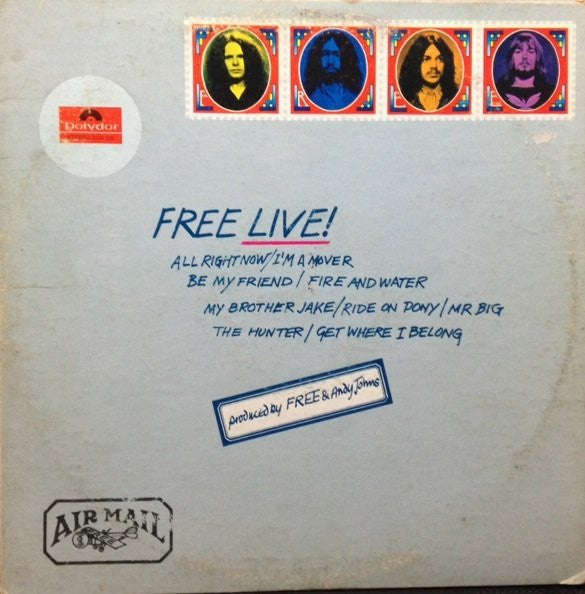 F R E E
Polydor
FREE LIVE!
ALL RIGHT NOW/I'M A MOVER
BE MY FRIEND/FIRE AND WATER
MY BROTHER JAKE/RIDE ON PONY/MR BIG
THE HUNTER/GET WHERE I BELONG
produced by FREE & Andy Johns
AIR MAIL